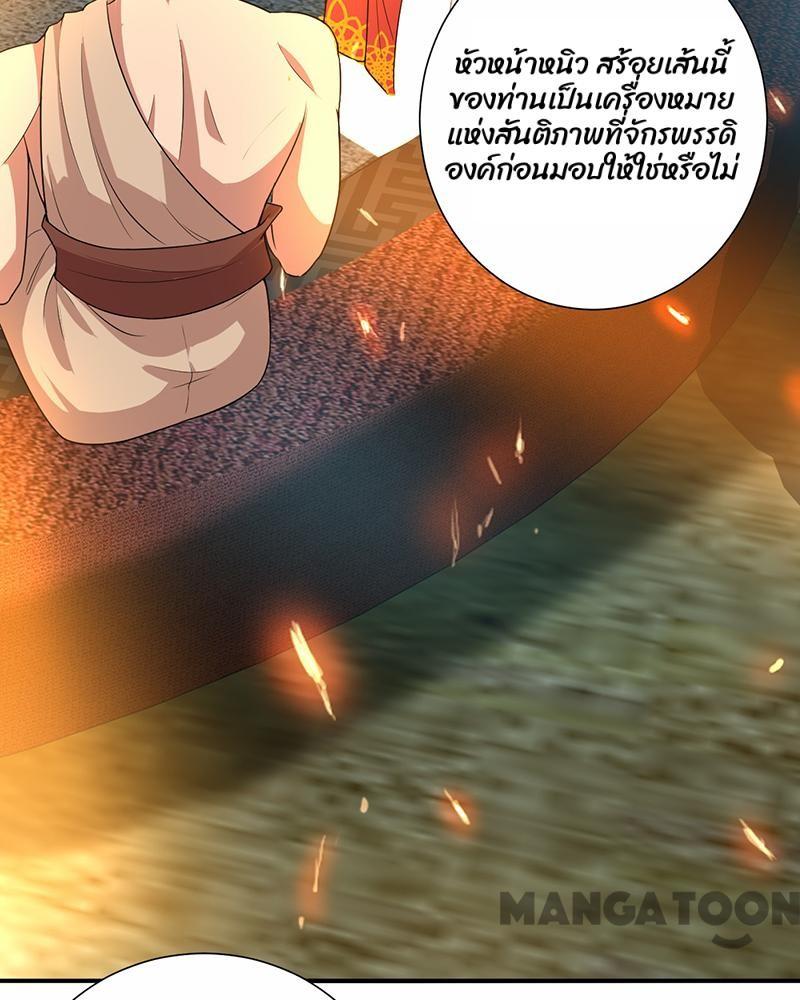 หัวหน้าหนิว สร้อยเส้นนี้
ของท่านเป็นเครื่องหมาย
แห่งสันติภาพที่จักรพรรดิ
องค์ก่อนมอบให้ใช่หรือไม่
MANGATOON